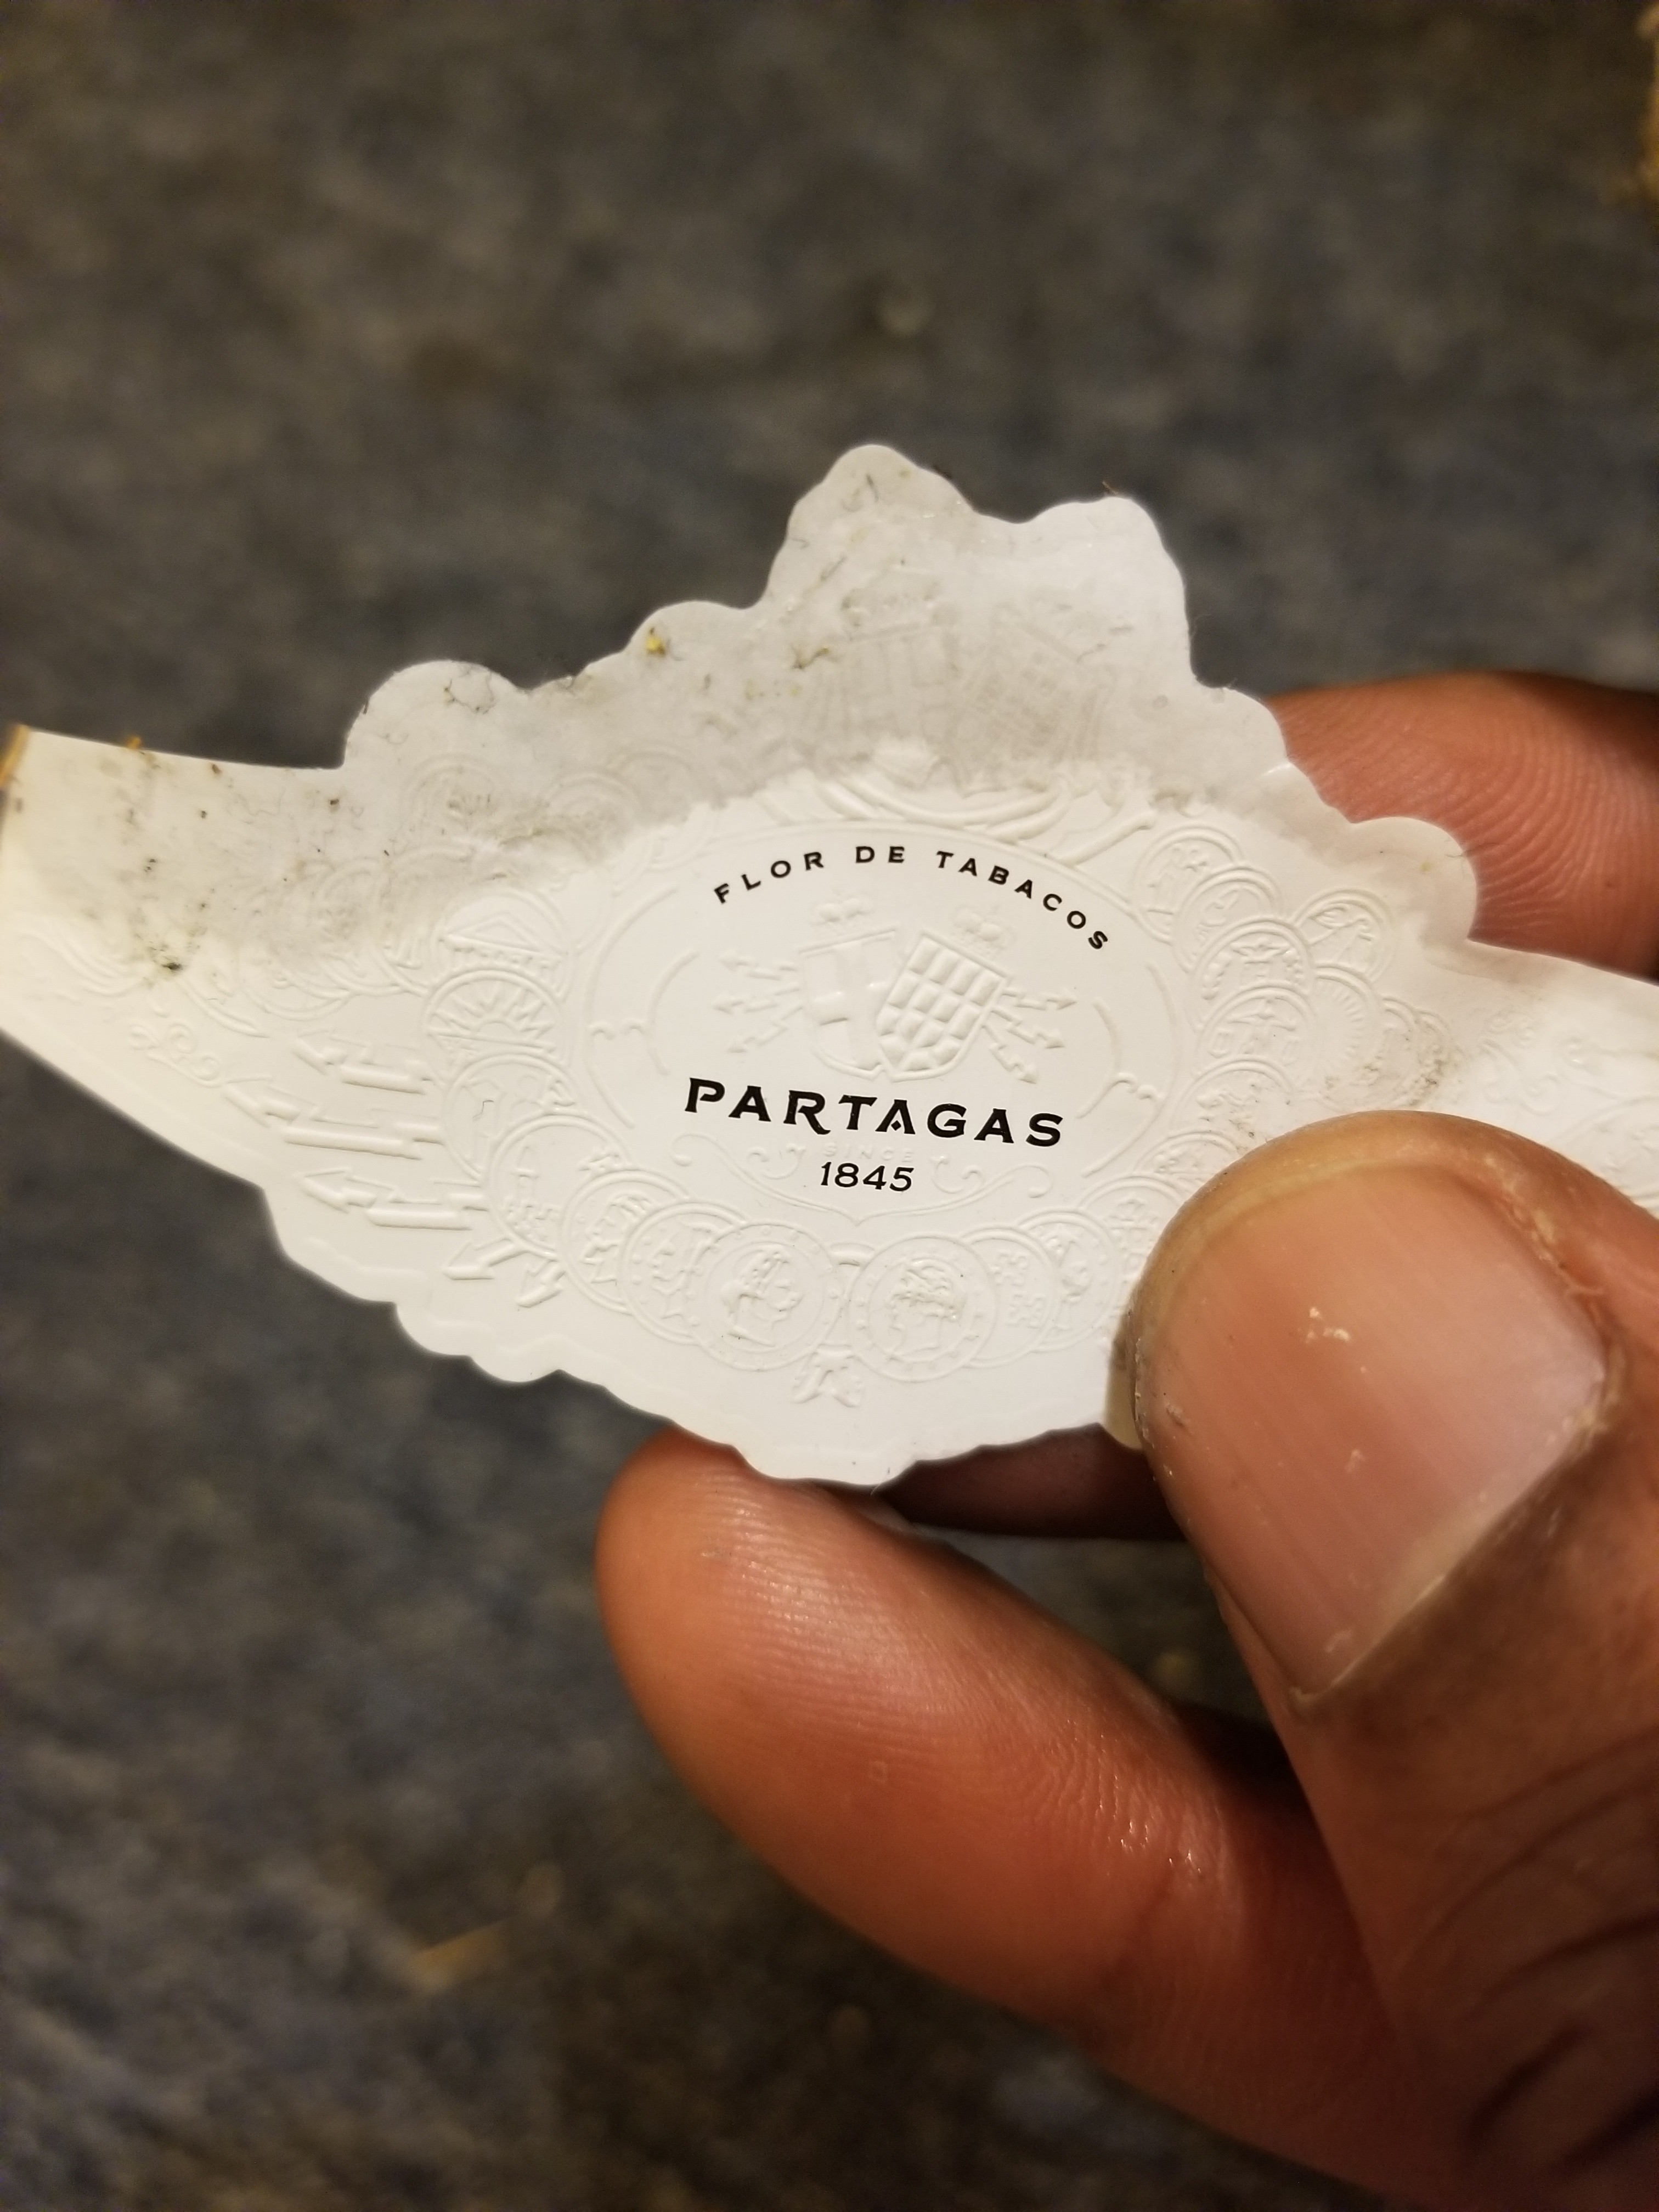 FLOR DE TABACOS
PARTAGAS
SINCE
1845